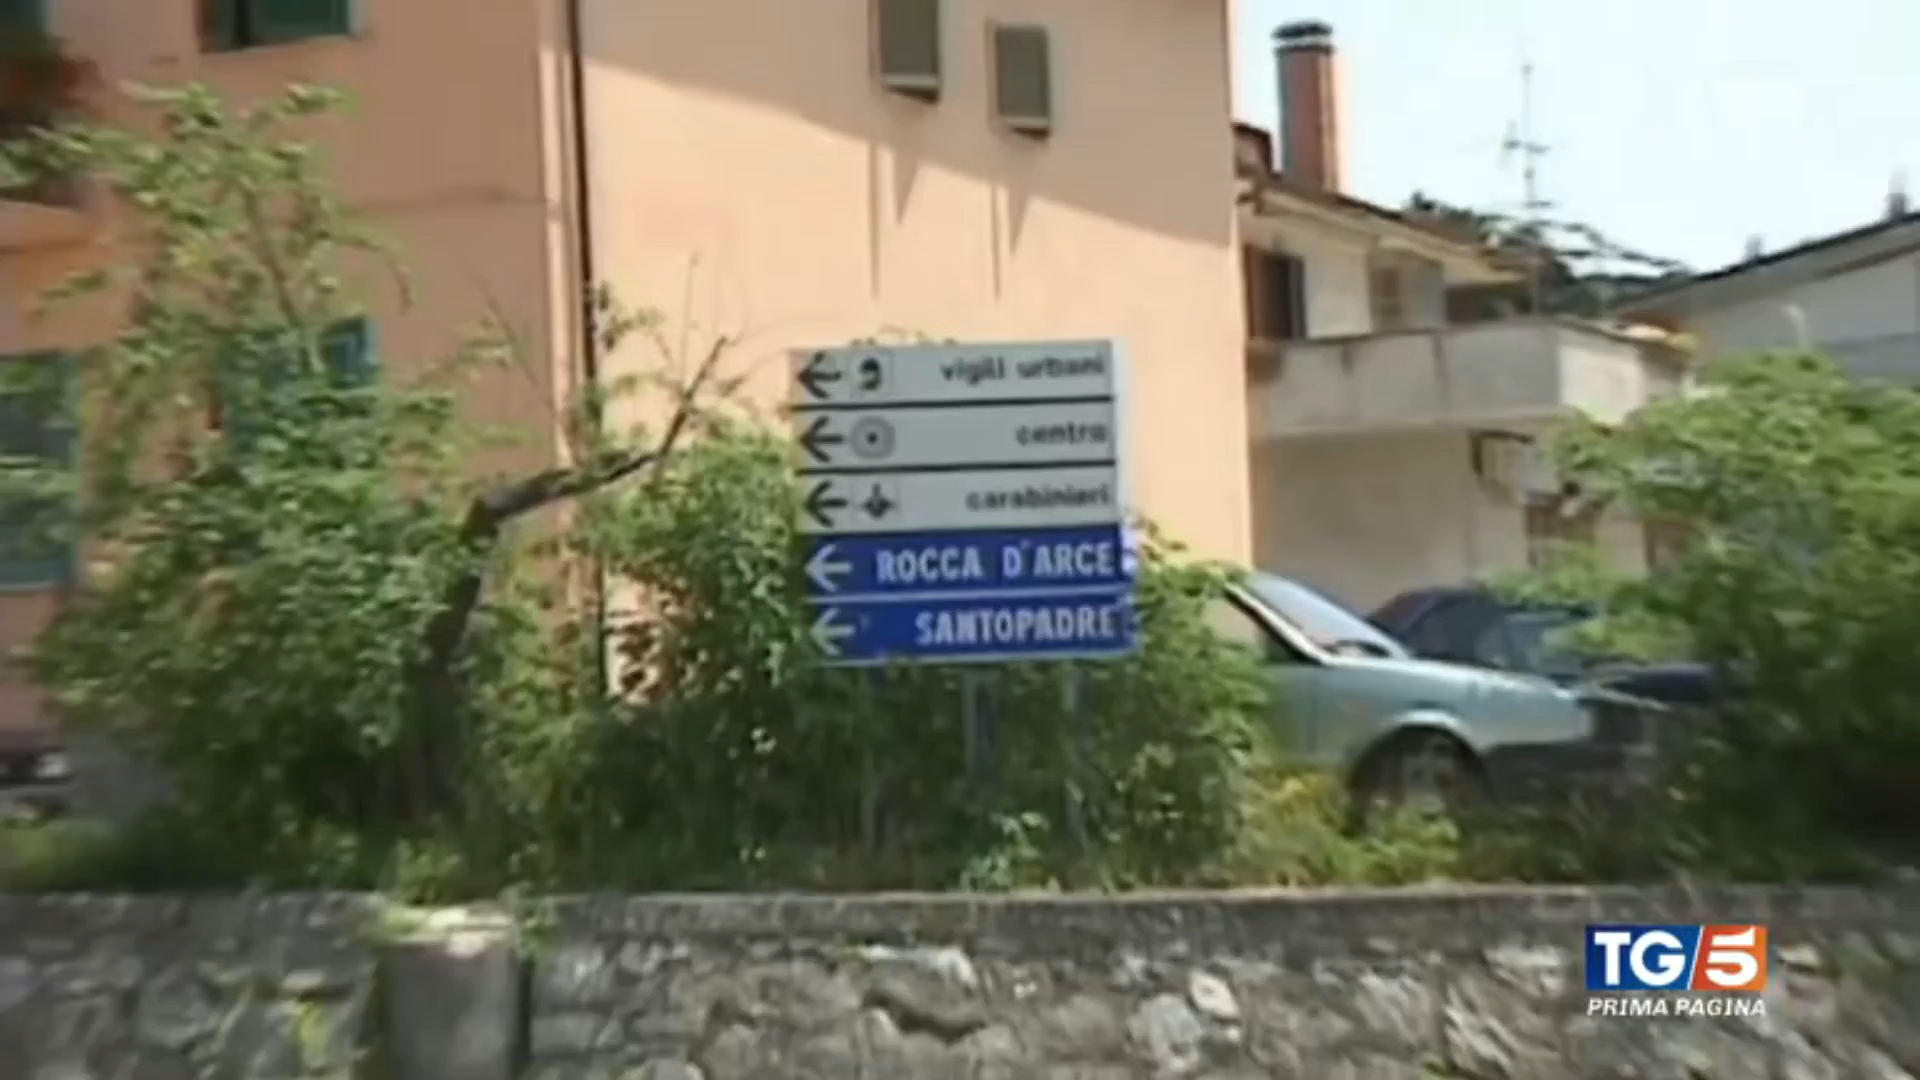 vigili urbani
centro
carabinieri
ROCCA D'ARCE
SANTOPADRE
TG5
PRIMA PAGINA